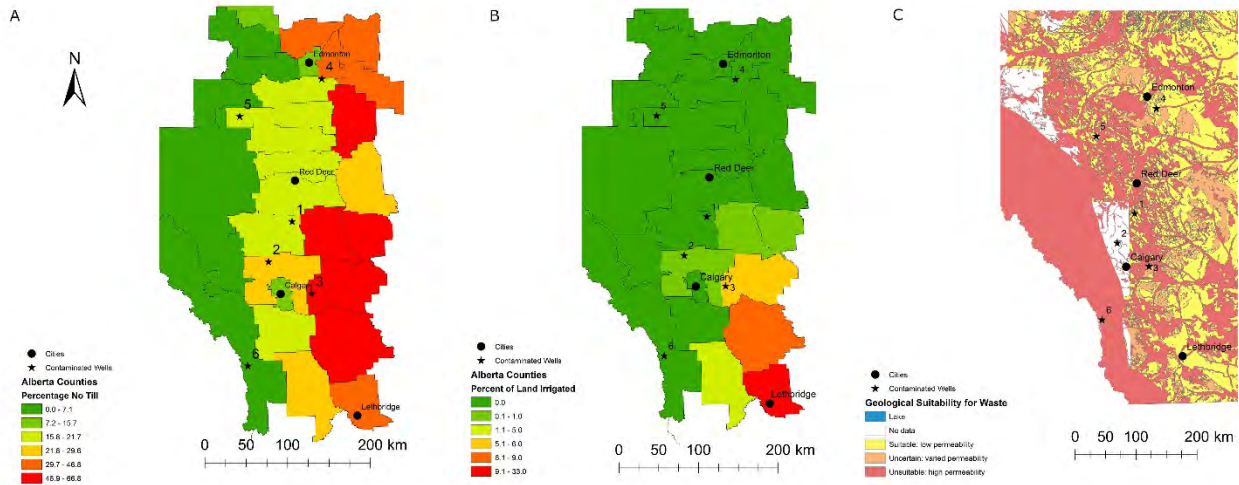 A
N
Edmonton
4
5
Red Deer
1
2
Calgary
3
6
Lethbridge
Cities
Contaminated Wells
Alberta Counties
Percentage No Till
0.0 - 7.1
7.2 - 15.7
15.8 - 21.7
21.8 - 29.6
29.7 - 46.8
46.9 - 66.8
0 50 100 200 km
B
Edmonton
4
5
Red Deer
1
2
Calgary
3
6
Lethbridge
Cities
Contaminated Wells
Alberta Counties
Percent of Land Irrigated
0.0
0.1 - 1.0
1.1 - 5.0
5.1 - 6.0
6.1 - 9.0
9.1 - 33.0
0 50 100 200 km
C
Edmonton
4
5
Red Deer
1
2
Calgary
3
6
Lethbridge
Cities
Contaminated Wells
Geological Suitability for Waste
Lake
No data
Suitable: low permeability
Uncertain: varied permeability
Unsuitable: high permeability
0 50 100 200 km